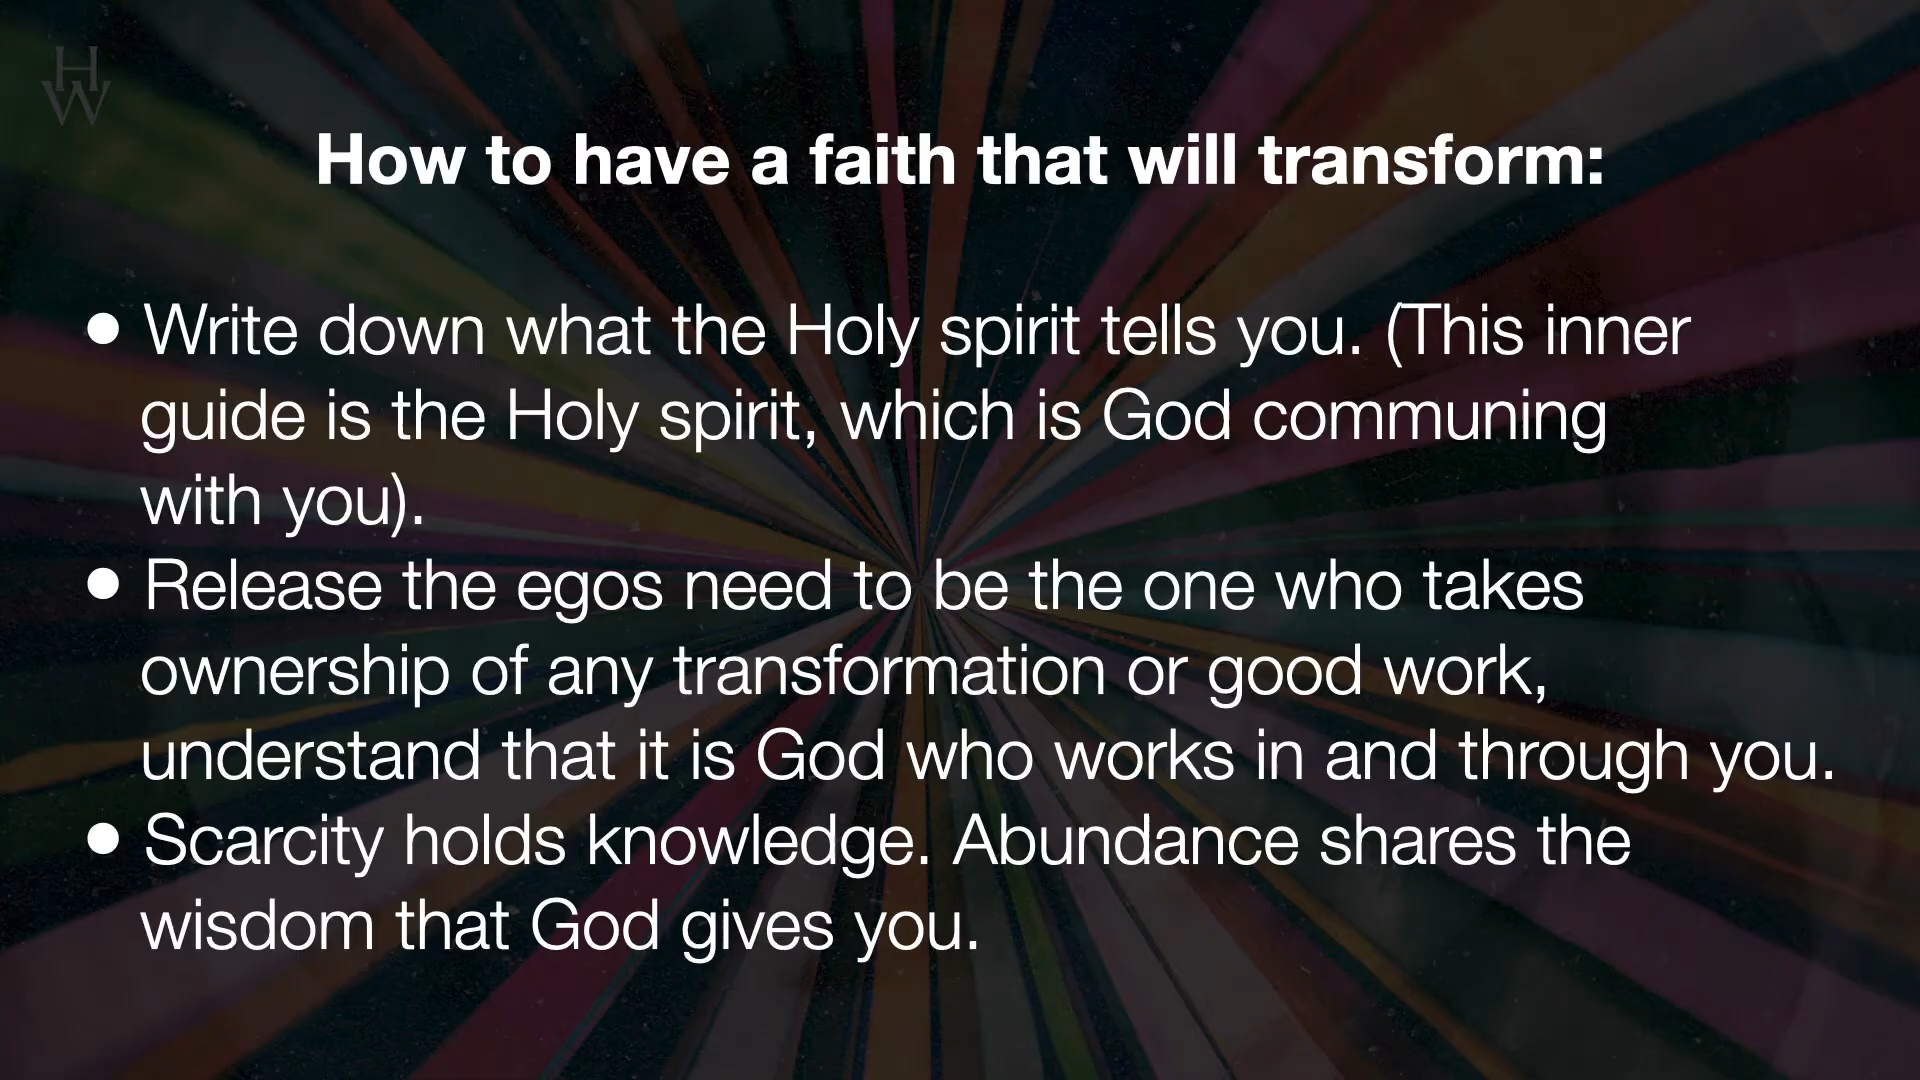 H
W
How to have a faith that will transform:
● Write down what the Holy spirit tells you. (This inner
guide is the Holy spirit, which is God communing
with you).
● Release the egos need to be the one who takes
ownership of any transformation or good work,
understand that it is God who works in and through you.
● Scarcity holds knowledge. Abundance shares the
wisdom that God gives you.